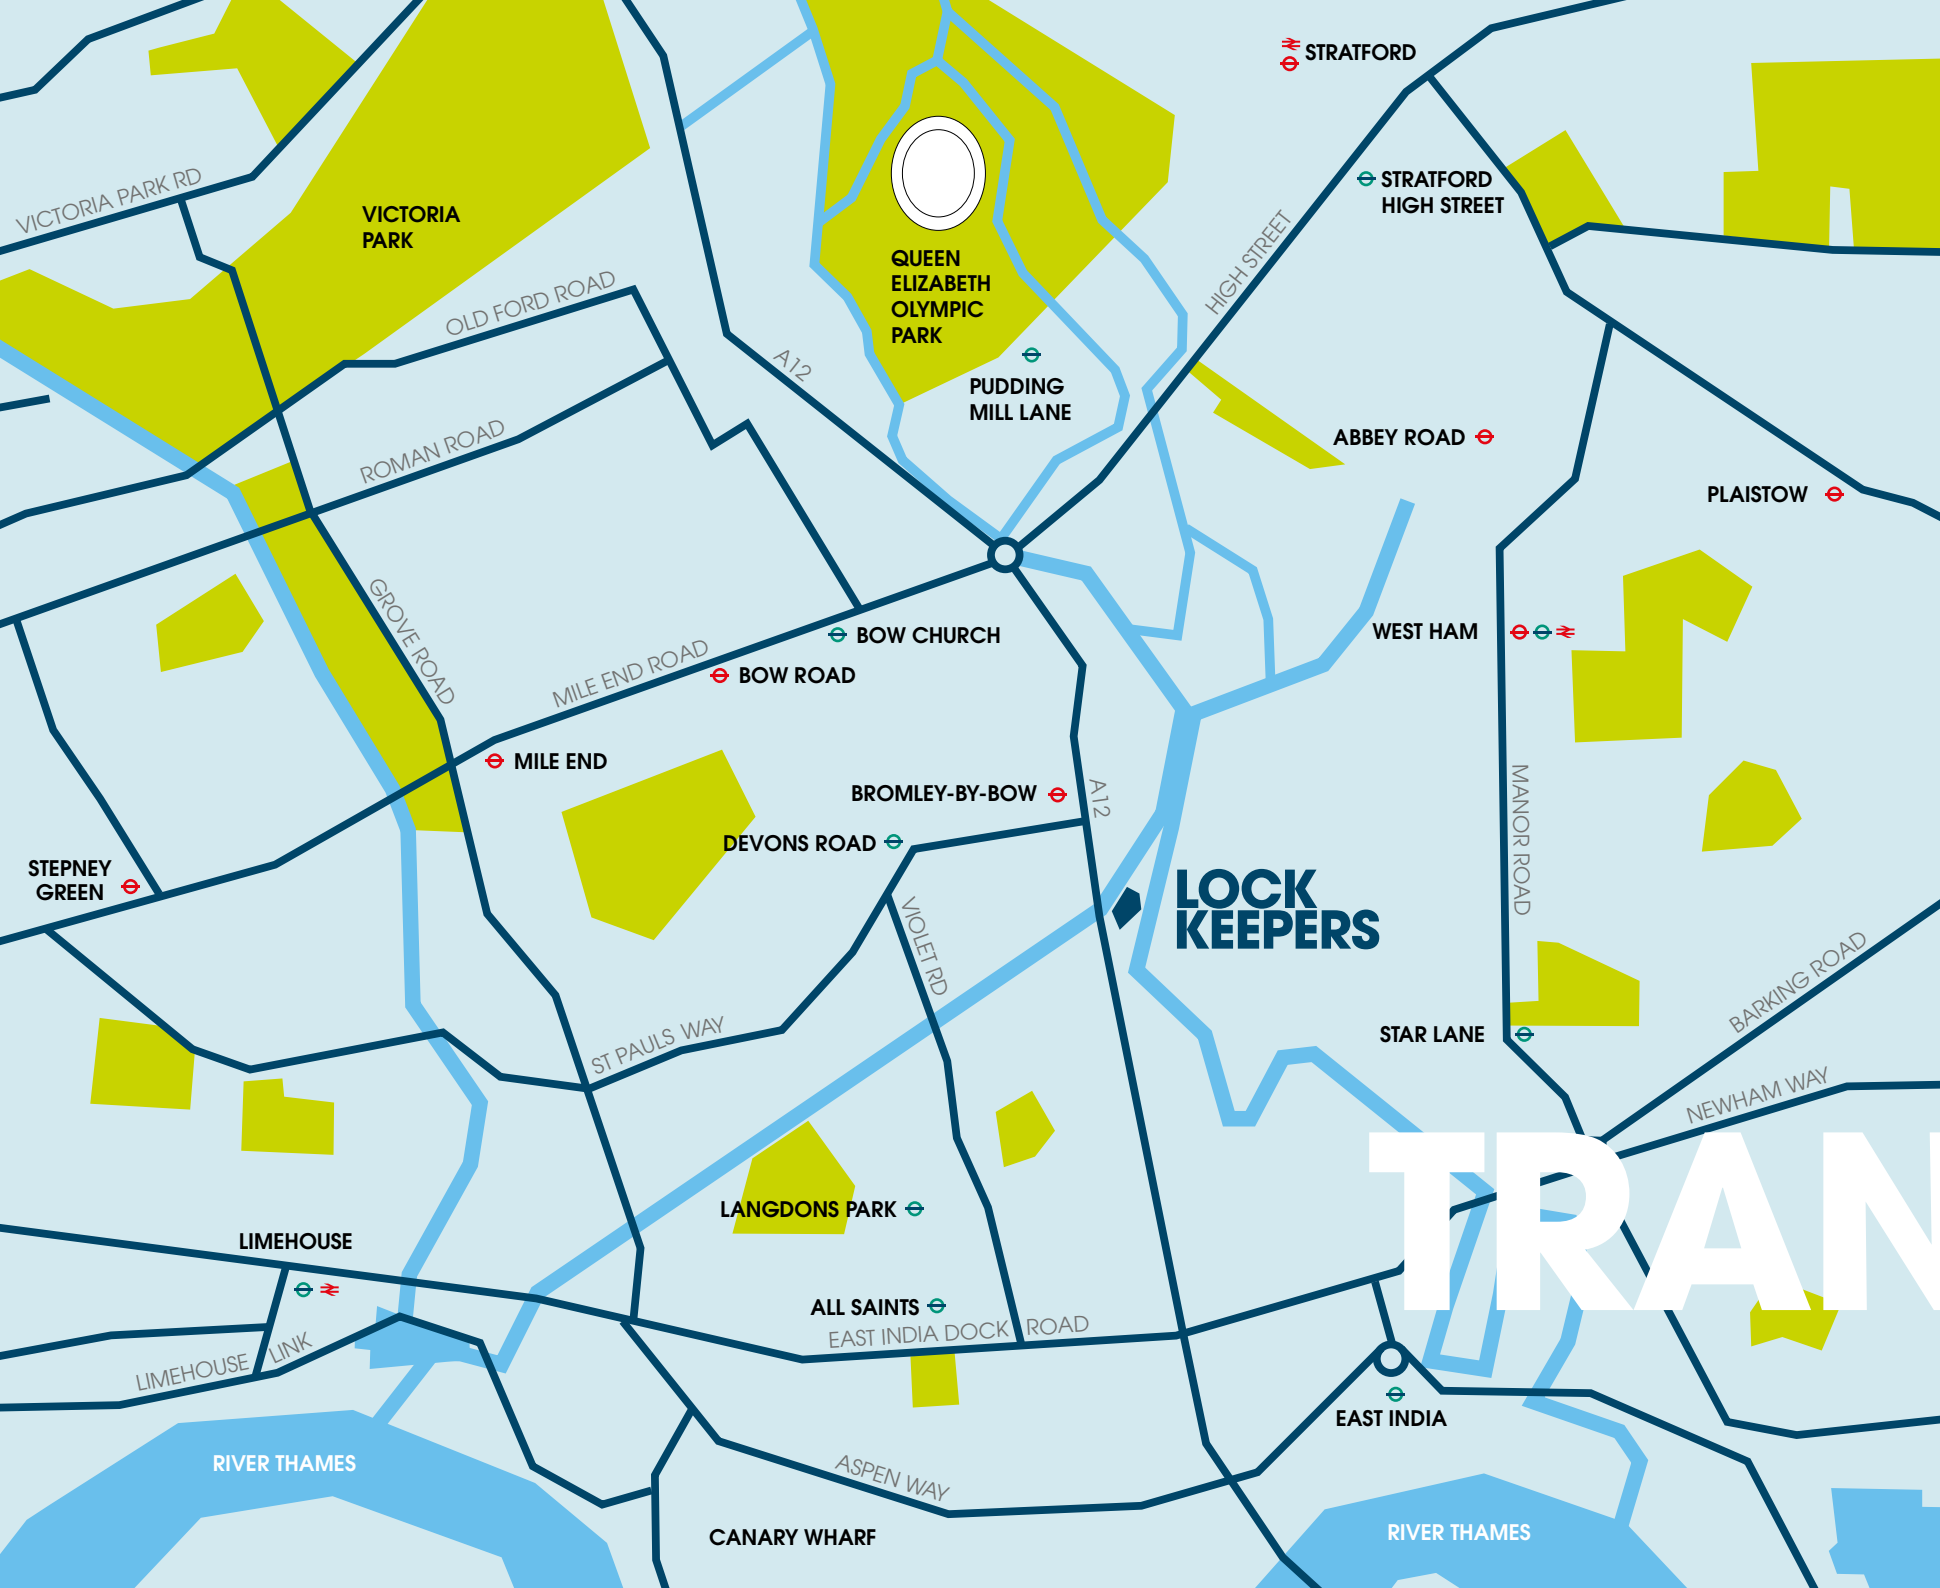 STRATFORD
STRATFORD
HIGH STREET
VICTORIA PARK RD
VICTORIA
PARK
HIGH STREET
QUEEN
ELIZABETH
OLYMPIC
PARK
OLD FORD ROAD
A12
PUDDING
MILL LANE
ROMAN ROAD
ABBEY ROAD
PLAISTOW
GROVE ROAD
BOW CHURCH
WEST HAM
MILE END ROAD
BOW ROAD
MILE END
BROMLEY-BY-BOW
A12
MANOR ROAD
DEVONS ROAD
STEPNEY
GREEN
LOCK
KEEPERS
VIOLET RD
BARKING ROAD
ST PAULS WAY
STAR LANE
NEWHAM WAY
TRAN
LANGDONS PARK
LIMEHOUSE
ALL SAINTS
EAST INDIA DOCK ROAD
LIMEHOUSE LINK
EAST INDIA
RIVER THAMES
ASPEN WAY
CANARY WHARF
RIVER THAMES